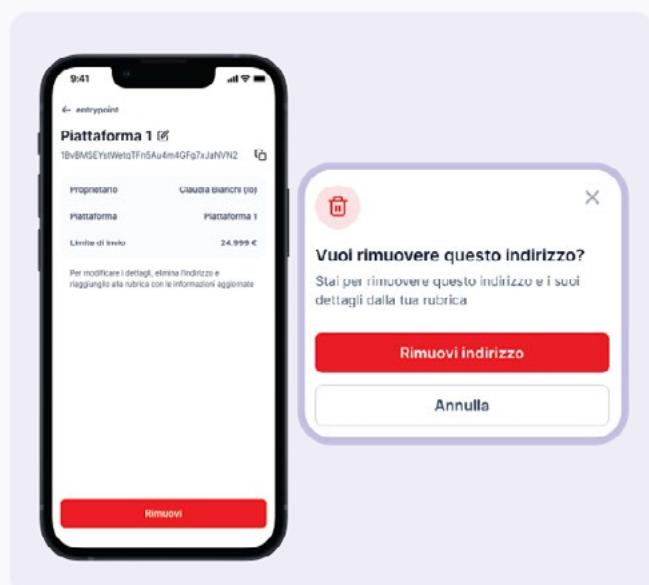 9:41
← entrypoint
Piattaforma 1
1BvBMSEYstWetqTFn5Au4m4GFg7xJaNVN2
Proprietario Claudia Bianchi (Io)
Piattaforma Piattaforma 1
Limite di invio 24.999 €
Per modificare i dettagli, elimina l'indirizzo e
riaggiungilo alla rubrica con le informazioni aggiornate
Rimuovi
Vuoi rimuovere questo indirizzo?
Stai per rimuovere questo indirizzo e i suoi
dettagli dalla tua rubrica
Rimuovi indirizzo
Annulla